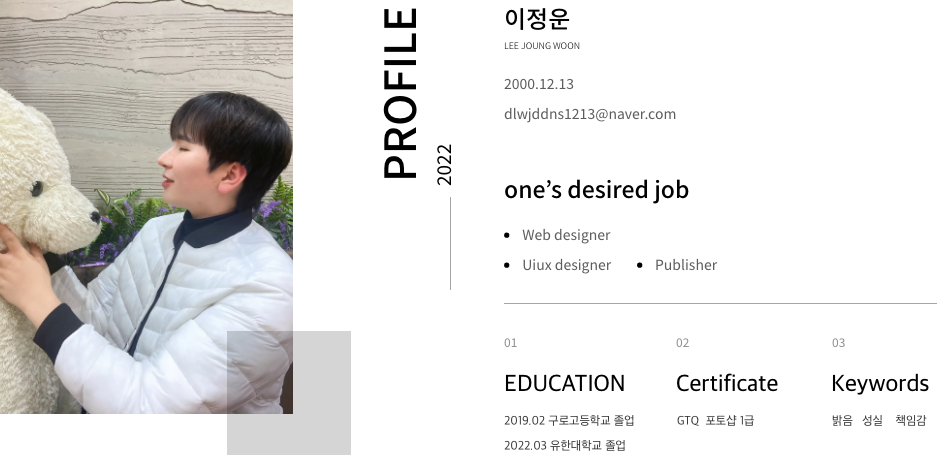 PROFILE
2022
이정운
LEE JOUNG WOON
2000.12.13
dlwjddns1213@naver.com
one’s desired job
• Web designer
• Uiux designer • Publisher
01
EDUCATION
2019.02 구로고등학교 졸업
2022.03 유한대학교 졸업
02
Certificate
GTQ 포토샵 1급
03
Keywords
밝음 성실 책임감